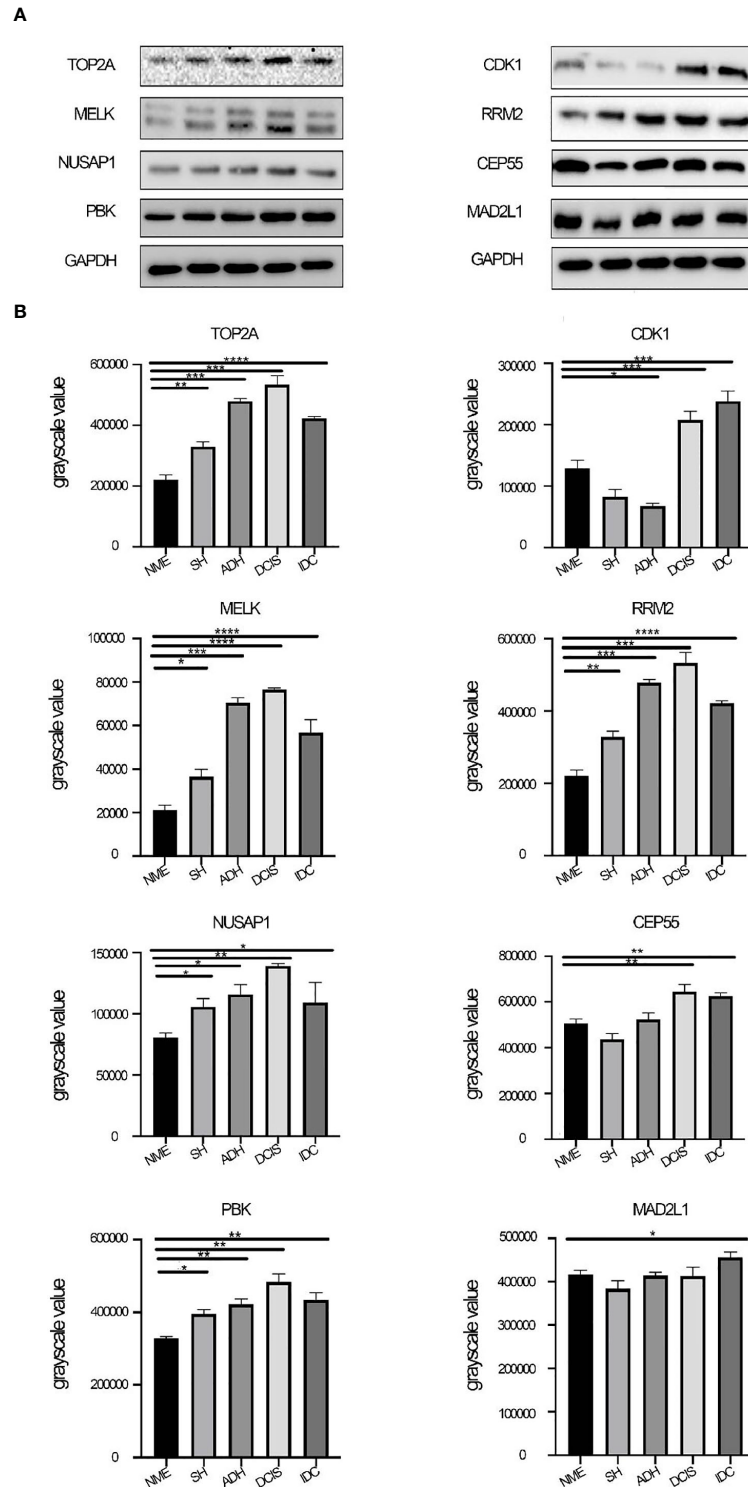 A
TOP2A
MELK
NUSAP1
PBK
GAPDH
CDK1
RRM2
CEP55
MAD2L1
GAPDH
B
TOP2A
grayscale value
600000
400000
200000
0
****
***
***
**
NME SH ADH DCIS IDC
CDK1
grayscale value
30000
200000
100000
0
***
***
*
NME SH ADH DCIS IDC
MELK
grayscale value
100000
80000
60000
40000
20000
0
****
****
***
*
NME SH ADH DCIS IDC
RRM2
grayscale value
600000
400000
200000
0
****
***
***
**
NME SH ADH DCIS IDC
NUSAP1
grayscale value
150000
100000
50000
0
*
**
*
*
NME SH ADH DCIS IDC
CEP55
grayscale value
800000
600000
400000
200000
0
**
**
NME SH ADH DCIS IDC
PBK
grayscale value
600000
400000
200000
0
**
**
**
*
NME SH ADH DCIS IDC
MAD2L1
grayscale value
500000
400000
300000
200000
100000
0
*
NME SH ADH DCIS IDC